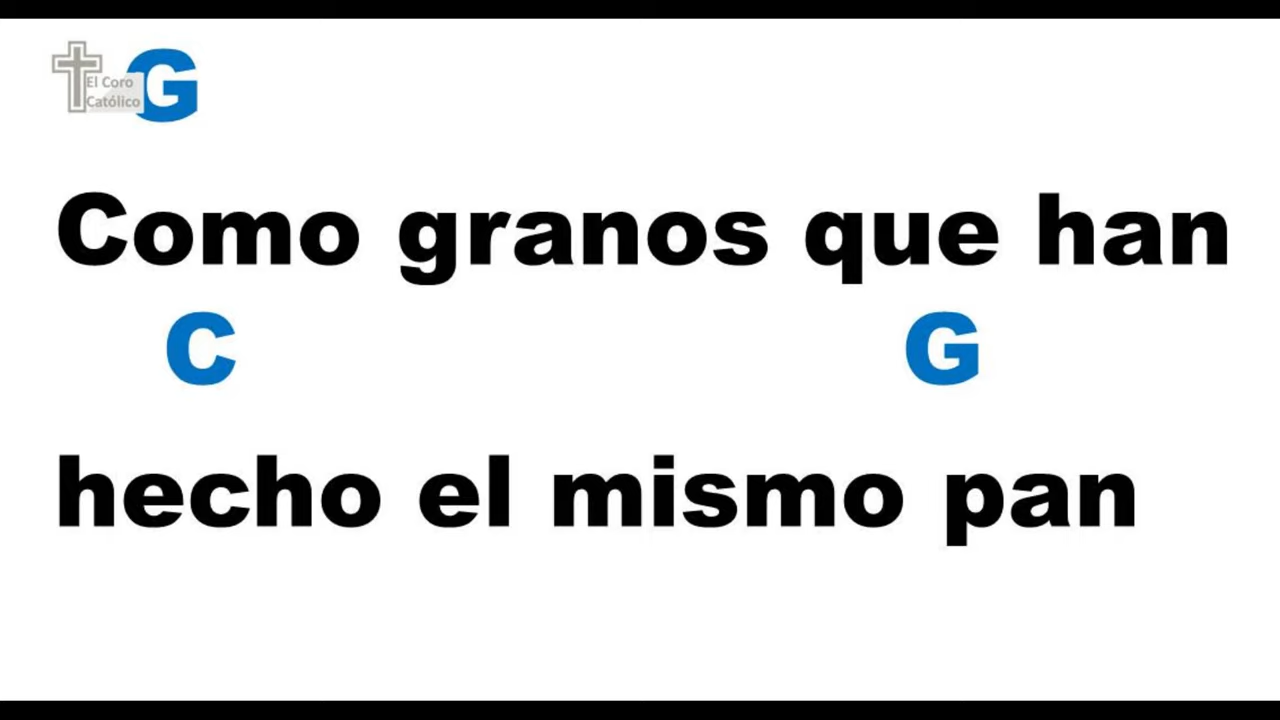 El Coro
Católico
G
Como granos que han
C G
hecho el mismo pan